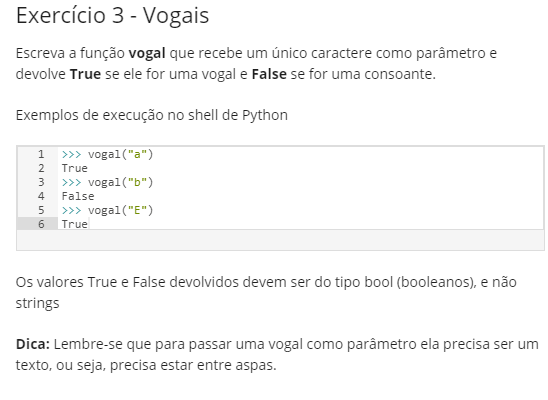 Exercício 3 - Vogais
Escreva a função vogal que recebe um único caractere como parâmetro e
devolve True se ele for uma vogal e False se for uma consoante.
Exemplos de execução no shell de Python
1 >>> vogal("a")
2 True
3 >>> vogal("b")
4 False
5 >>> vogal("E")
6 True
Os valores True e False devolvidos devem ser do tipo bool (booleanos), e não
strings
Dica: Lembre-se que para passar uma vogal como parâmetro ela precisa ser um
texto, ou seja, precisa estar entre aspas.